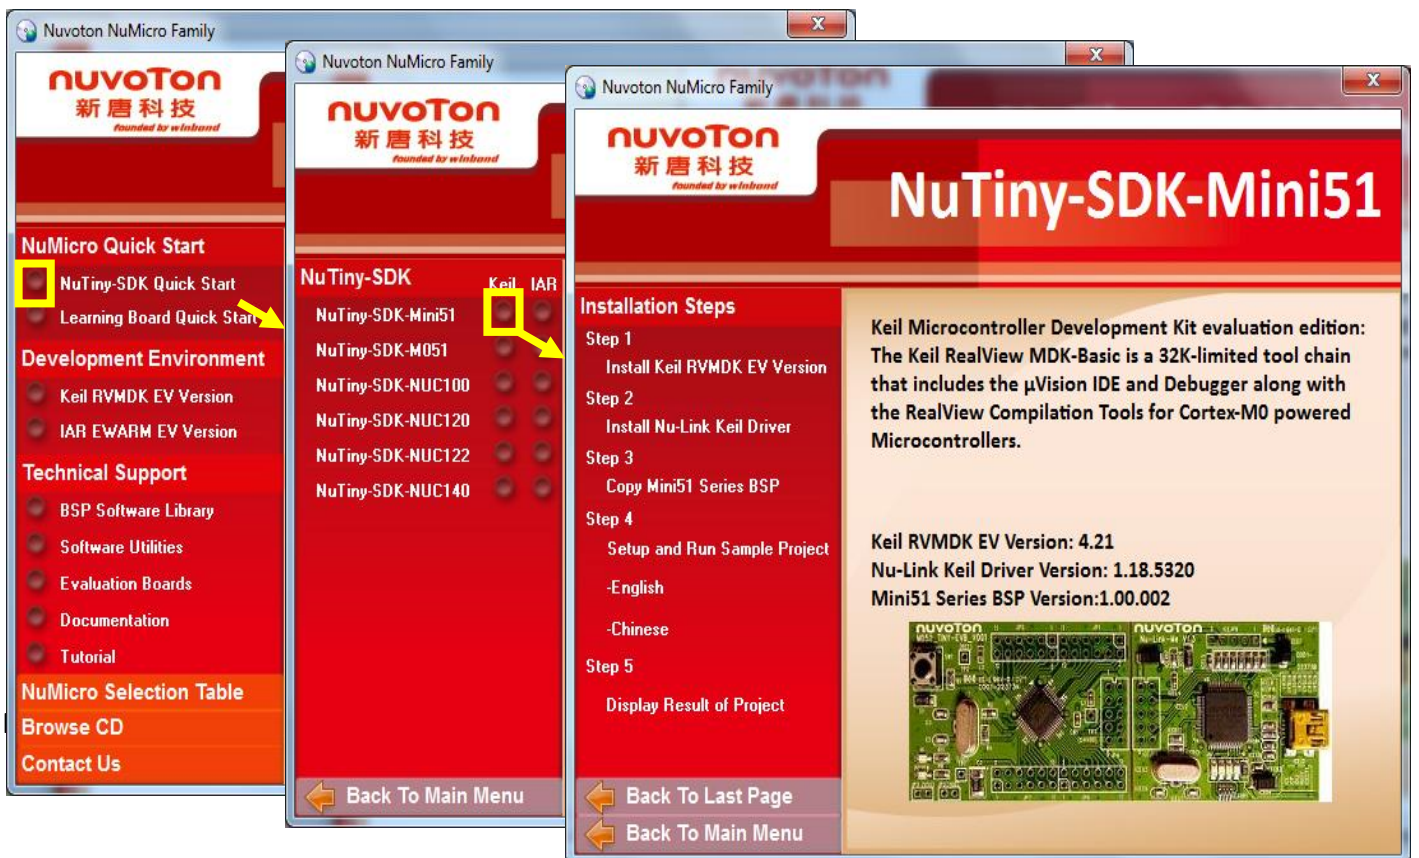 Nuvoton NuMicro Family
X
nuvoTon
新唐科技
founded by winbond
NuMicro Quick Start
NuTiny-SDK Quick Start
Learning Board Quick Start
Development Environment
Keil RVMDK EV Version
IAR EWARM EV Version
Technical Support
BSP Software Library
Software Utilities
Evaluation Boards
Documentation
Tutorial
NuMicro Selection Table
Browse CD
Contact Us
Nuvoton NuMicro Family
X
nuvoTon
新唐科技
founded by winbond
NuTiny-SDK Keil IAR
NuTiny-SDK-Mini51
NuTiny-SDK-M051
NuTiny-SDK-NUC100
NuTiny-SDK-NUC120
NuTiny-SDK-NUC122
NuTiny-SDK-NUC140
Back To Main Menu
Nuvoton NuMicro Family
X
nuvoTon
新唐科技
founded by winbond
NuTiny-SDK-Mini51
Installation Steps
Step 1
Install Keil RVMDK EV Version
Step 2
Install Nu-Link Keil Driver
Step 3
Copy Mini51 Series BSP
Step 4
Setup and Run Sample Project
-English
-Chinese
Step 5
Display Result of Project
Back To Last Page
Back To Main Menu
Keil Microcontroller Development Kit evaluation edition:
The Keil RealView MDK-Basic is a 32K-limited tool chain
that includes the µVision IDE and Debugger along with
the RealView Compilation Tools for Cortex-M0 powered
Microcontrollers.
Keil RVMDK EV Version: 4.21
Nu-Link Keil Driver Version: 1.18.5320
Mini51 Series BSP Version:1.00.002
nuvoTon
nuvoTon